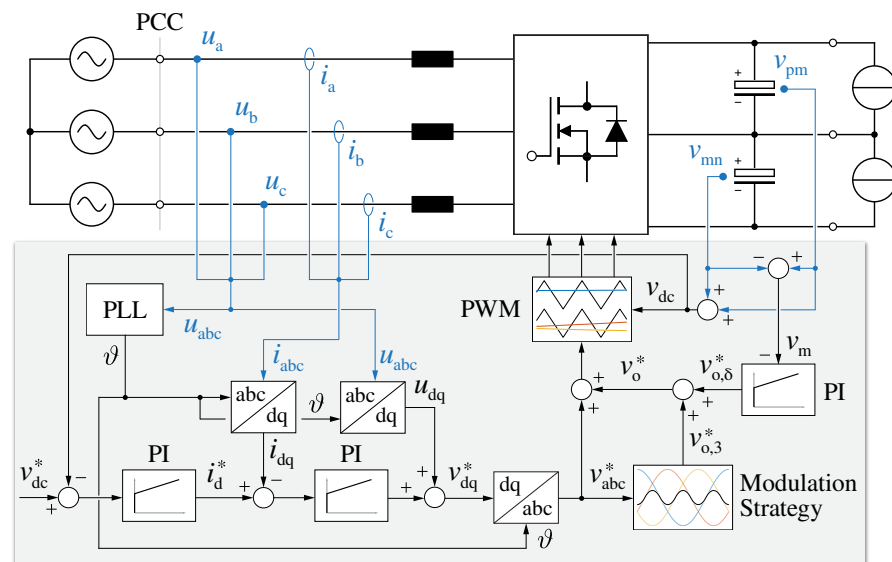 PCC
u_a
i_a
v_pm
+
−
u_b
i_b
v_mn
+
−
u_c
i_c
−
+
PWM
v_dc
+
+
PLL
u_abc
v_m
ϑ
i_abc
u_abc
v_o^*
v_o,δ^*
−
PI
+
+
+
+
abc
dq
ϑ
abc
dq
u_dq
v_o,3^*
v_dc^*
−
+
PI
i_d^*
i_dq
+
−
PI
+
+
v_dq^*
dq
abc
v_abc^*
Modulation
Strategy
ϑ